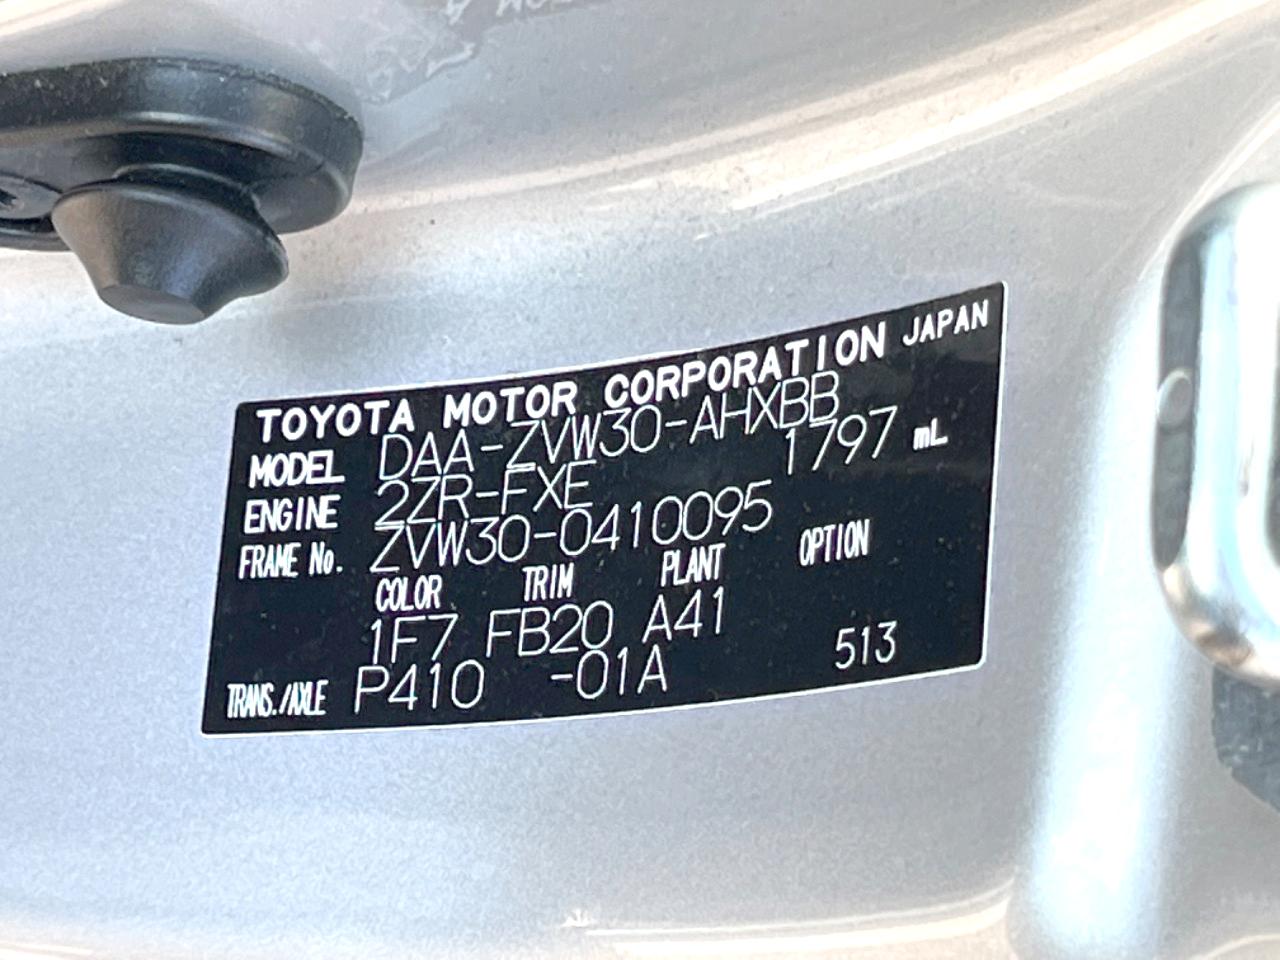 TOYOTA MOTOR CORPORATION JAPAN
MODEL DAA-ZVW30-AHXBB
ENGINE 2ZR-FXE 1797 mL
FRAME No. ZVW30-0410095
COLOR TRIM PLANT OPTION
1F7 FB20 A41
TRANS./AXLE P410 -01A 513